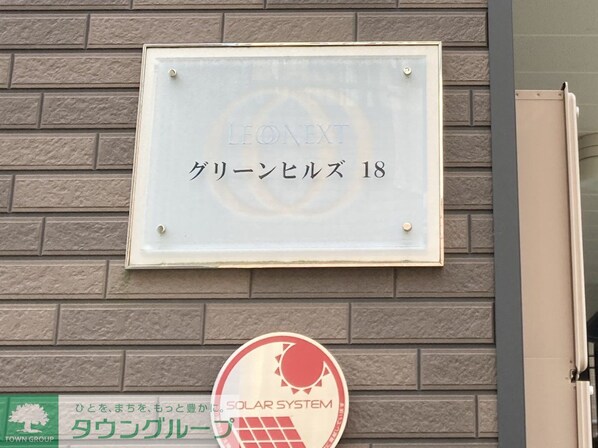 LEONEXT
グリーンヒルズ 18
SOLAR SYSTEM
ひとを、まちを、もっと豊かに。
タウングループ
TOWN GROUP